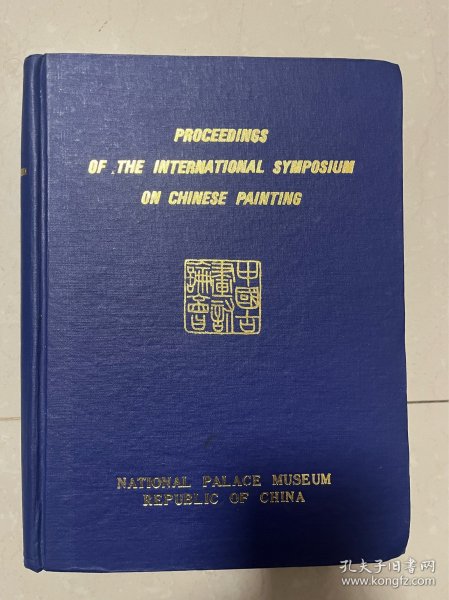 PROCEEDINGS
OF THE INTERNATIONAL SYMPOSIUM
ON CHINESE PAINTING
中國古
畫討
論會
NATIONAL PALACE MUSEUM
REPUBLIC OF CHINA
孔夫子旧书网
www.kongfz.com